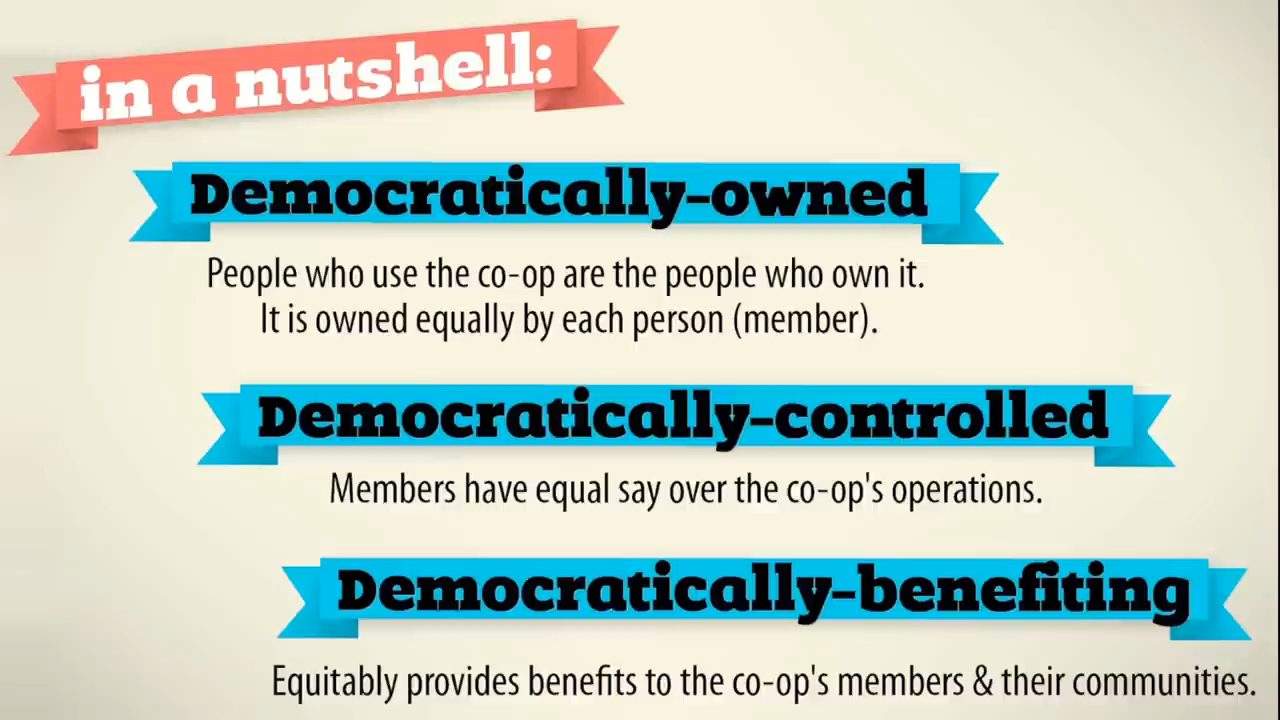 in a nutshell:
Democratically-owned
People who use the co-op are the people who own it.
It is owned equally by each person (member).
Democratically-controlled
Members have equal say over the co-op's operations.
Democratically-benefiting
Equitably provides benefits to the co-op's members & their communities.